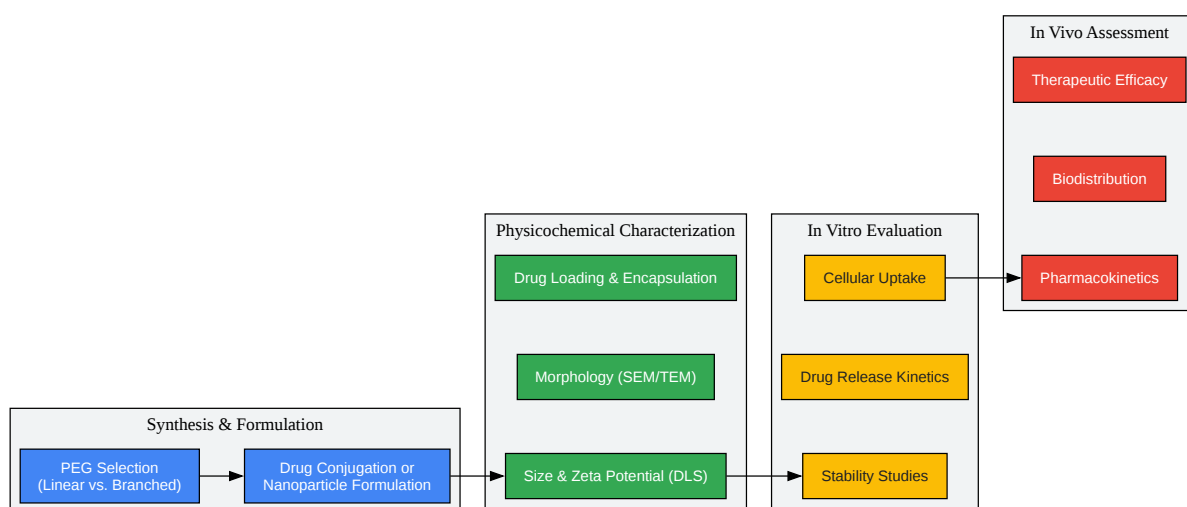 Synthesis & Formulation
PEG Selection
(Linear vs. Branched)
Drug Conjugation or
Nanoparticle Formulation
Physicochemical Characterization
Drug Loading & Encapsulation
Morphology (SEM/TEM)
Size & Zeta Potential (DLS)
In Vitro Evaluation
Cellular Uptake
Drug Release Kinetics
Stability Studies
In Vivo Assessment
Therapeutic Efficacy
Biodistribution
Pharmacokinetics